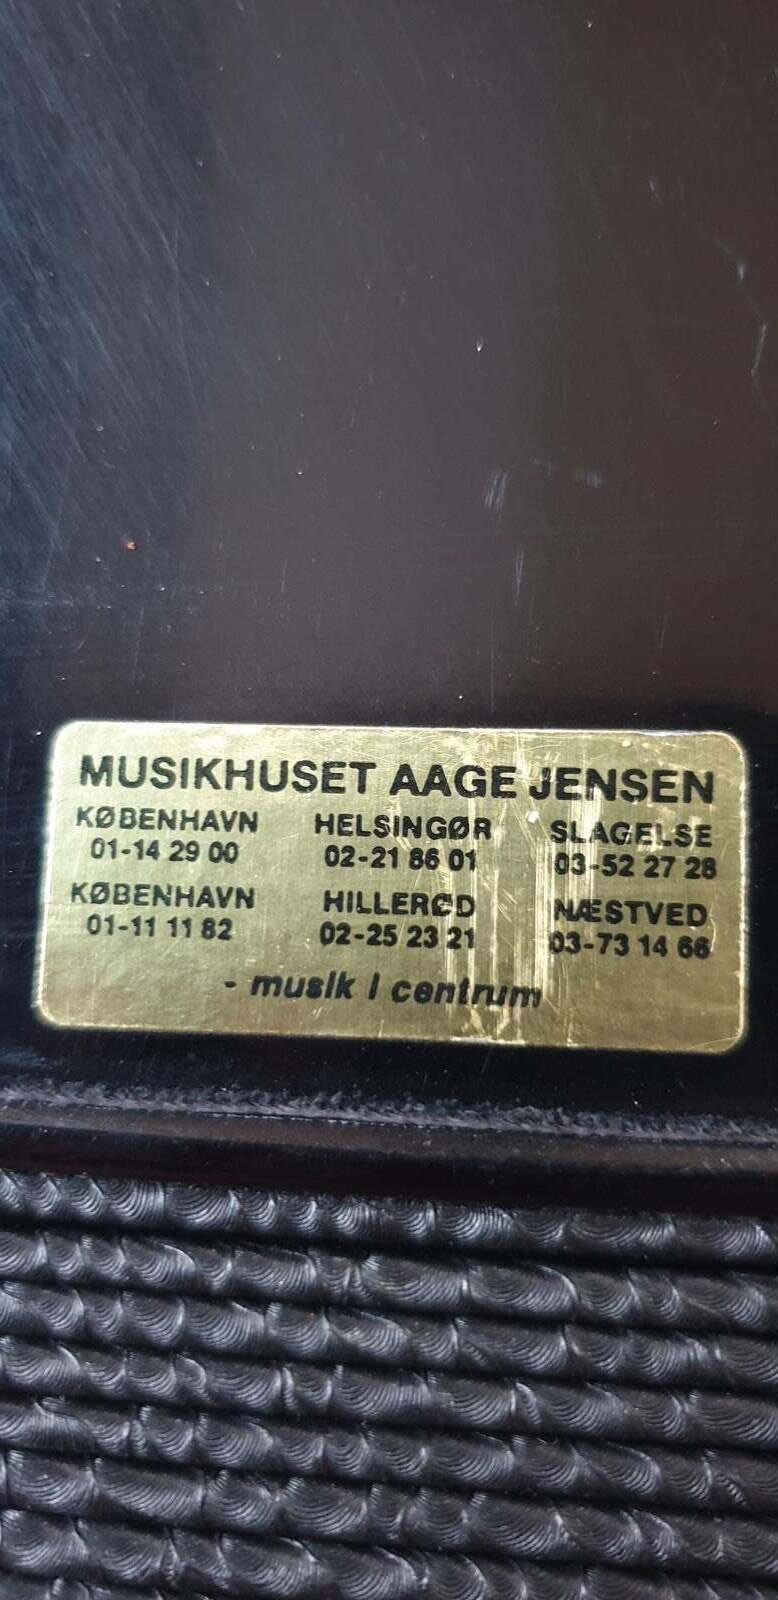 MUSIKHUSET AAGE JENSEN
KØBENHAVN HELSINGØR SLAGELSE
01-14 29 00 02-21 86 01 03-52 27 28
KØBENHAVN HILLERØD NÆSTVED
01-11 11 82 02-25 23 21 03-73 14 66
- musik i centrum